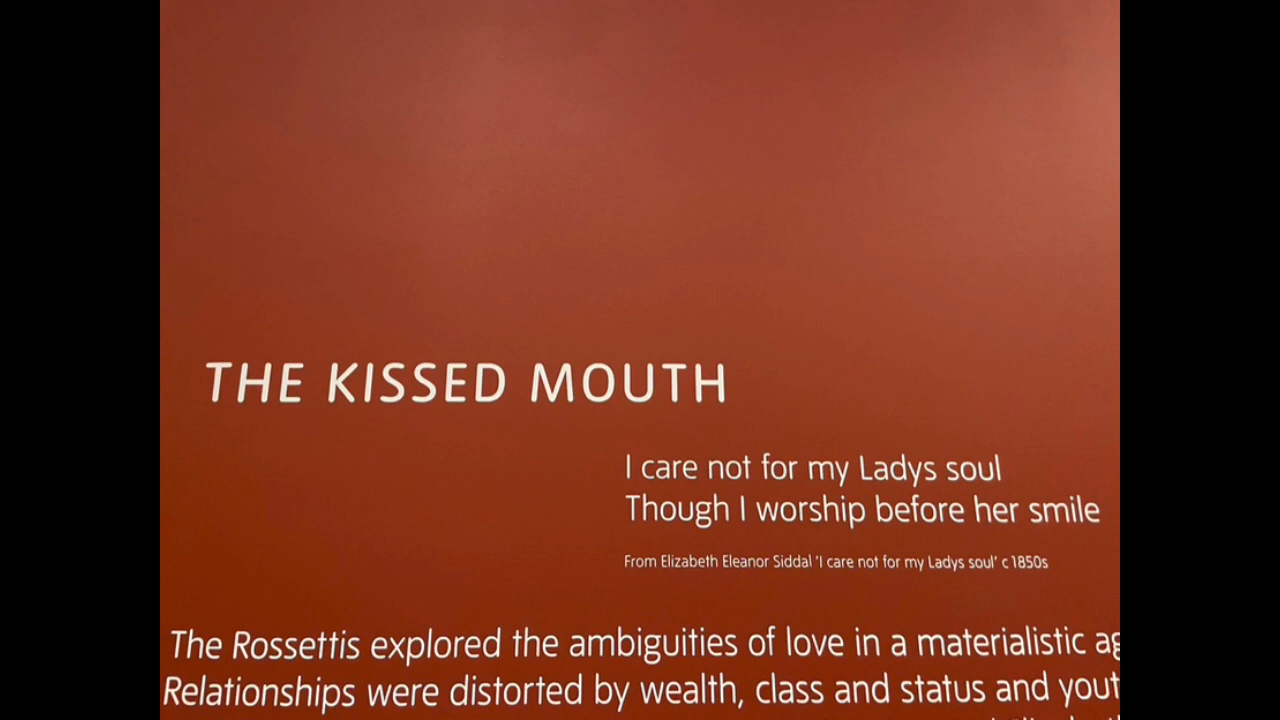 THE KISSED MOUTH
I care not for my Ladys soul
Though I worship before her smile
From Elizabeth Eleanor Siddal 'I care not for my Ladys soul' c1850s
The Rossettis explored the ambiguities of love in a materialistic
Relationships were distorted by wealth, class and status and